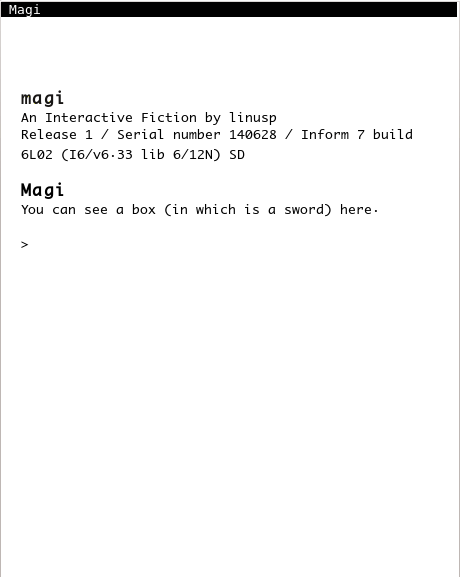 Magi
magi
An Interactive Fiction by linusp
Release 1 / Serial number 140628 / Inform 7 build
6L02 (I6/v6.33 lib 6/12N) SD
Magi
You can see a box (in which is a sword) here.
>